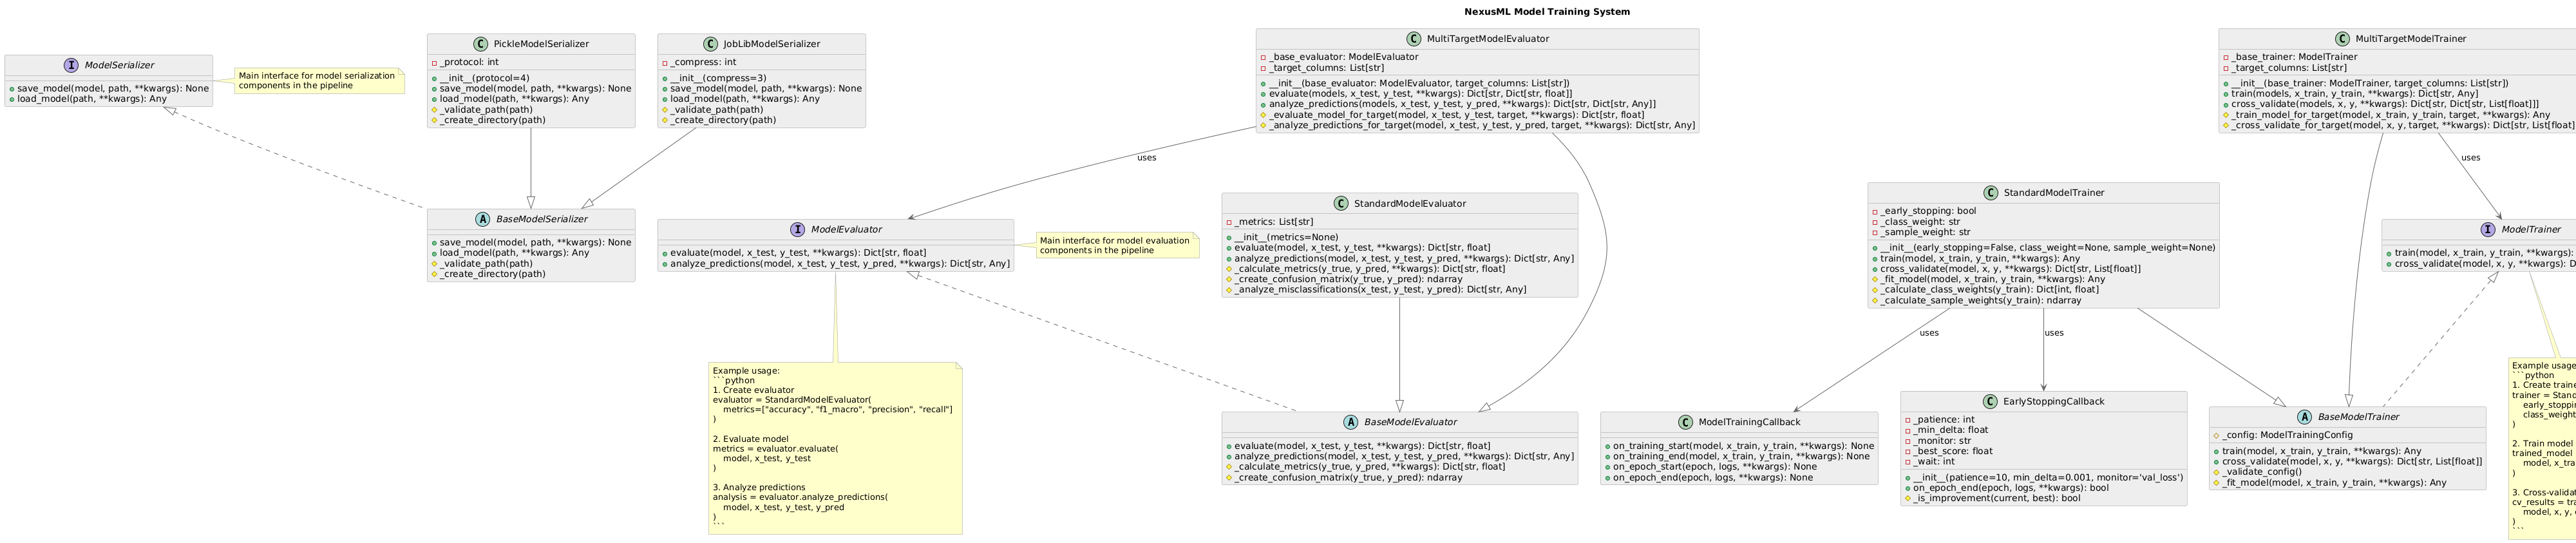 NexusML Model Training System
I ModelSerializer
save_model(model, path, **kwargs): None
load_model(path, **kwargs): Any
Main interface for model serialization
components in the pipeline
C PickleModelSerializer
_protocol: int
__init__(protocol=4)
save_model(model, path, **kwargs): None
load_model(path, **kwargs): Any
_validate_path(path)
_create_directory(path)
C JobLibModelSerializer
_compress: int
__init__(compress=3)
save_model(model, path, **kwargs): None
load_model(path, **kwargs): Any
_validate_path(path)
_create_directory(path)
C MultiTargetModelEvaluator
_base_evaluator: ModelEvaluator
_target_columns: List[str]
__init__(base_evaluator: ModelEvaluator, target_columns: List[str])
evaluate(models, x_test, y_test, **kwargs): Dict[str, Dict[str, float]]
analyze_predictions(models, x_test, y_test, y_pred, **kwargs): Dict[str, Dict[str, Any]]
_evaluate_model_for_target(model, x_test, y_test, target, **kwargs): Dict[str, float]
_analyze_predictions_for_target(model, x_test, y_test, y_pred, target, **kwargs): Dict[str, Any]
C MultiTargetModelTrainer
_base_trainer: ModelTrainer
_target_columns: List[str]
__init__(base_trainer: ModelTrainer, target_columns: List[str])
train(models, x_train, y_train, **kwargs): Dict[str, Any]
cross_validate(models, x, y, **kwargs): Dict[str, Dict[str, List[float]]]
_train_model_for_target(model, x_train, y_train, target, **kwargs): Any
_cross_validate_for_target(model, x, y, target, **kwargs): Dict[str, List[float]
uses
uses
A BaseModelSerializer
save_model(model, path, **kwargs): None
load_model(path, **kwargs): Any
_validate_path(path)
_create_directory(path)
I ModelEvaluator
evaluate(model, x_test, y_test, **kwargs): Dict[str, float]
analyze_predictions(model, x_test, y_test, y_pred, **kwargs): Dict[str, Any]
Main interface for model evaluation
components in the pipeline
C StandardModelEvaluator
_metrics: List[str]
__init__(metrics=None)
evaluate(model, x_test, y_test, **kwargs): Dict[str, float]
analyze_predictions(model, x_test, y_test, y_pred, **kwargs): Dict[str, Any]
_calculate_metrics(y_true, y_pred, **kwargs): Dict[str, float]
_create_confusion_matrix(y_true, y_pred): ndarray
_analyze_misclassifications(x_test, y_test, y_pred): Dict[str, Any]
C StandardModelTrainer
_early_stopping: bool
_class_weight: str
_sample_weight: str
__init__(early_stopping=False, class_weight=None, sample_weight=None)
train(model, x_train, y_train, **kwargs): Any
cross_validate(model, x, y, **kwargs): Dict[str, List[float]]
_fit_model(model, x_train, y_train, **kwargs): Any
_calculate_class_weights(y_train): Dict[int, float]
_calculate_sample_weights(y_train): ndarray
I ModelTrainer
train(model, x_train, y_train, **kwargs):
cross_validate(model, x, y, **kwargs): D
uses
uses
Example usage:
```python
1. Create evaluator
evaluator = StandardModelEvaluator(
metrics=["accuracy", "f1_macro", "precision", "recall"]
)
2. Evaluate model
metrics = evaluator.evaluate(
model, x_test, y_test
)
3. Analyze predictions
analysis = evaluator.analyze_predictions(
model, x_test, y_test, y_pred
)
```
A BaseModelEvaluator
evaluate(model, x_test, y_test, **kwargs): Dict[str, float]
analyze_predictions(model, x_test, y_test, y_pred, **kwargs): Dict[str, Any]
_calculate_metrics(y_true, y_pred, **kwargs): Dict[str, float]
_create_confusion_matrix(y_true, y_pred): ndarray
C ModelTrainingCallback
on_training_start(model, x_train, y_train, **kwargs): None
on_training_end(model, x_train, y_train, **kwargs): None
on_epoch_start(epoch, logs, **kwargs): None
on_epoch_end(epoch, logs, **kwargs): None
C EarlyStoppingCallback
_patience: int
_min_delta: float
_monitor: str
_best_score: float
_wait: int
__init__(patience=10, min_delta=0.001, monitor='val_loss')
on_epoch_end(epoch, logs, **kwargs): bool
_is_improvement(current, best): bool
A BaseModelTrainer
_config: ModelTrainingConfig
train(model, x_train, y_train, **kwargs): Any
cross_validate(model, x, y, **kwargs): Dict[str, List[float]]
_validate_config()
_fit_model(model, x_train, y_train, **kwargs): Any
Example usage
```python
1. Create traine
trainer = Stand
early_stoppin
class_weight
)
2. Train model
trained_model
model, x_trai
)
3. Cross-validat
cv_results = tra
model, x, y,
)
```